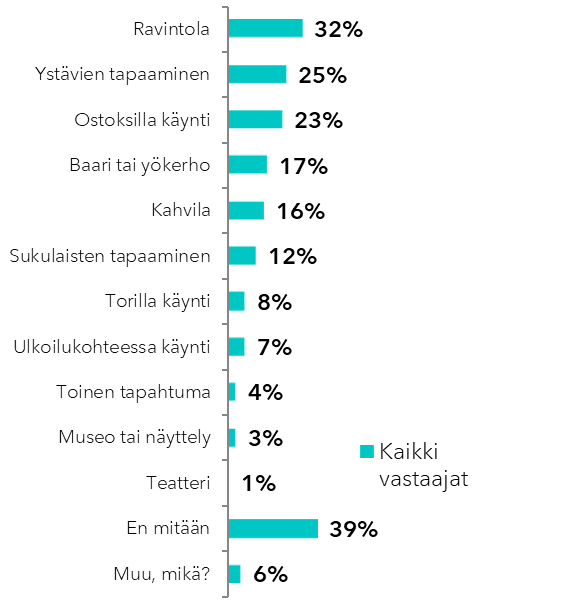 Ravintola 32%
Ystävien tapaaminen 25%
Ostoksilla käynti 23%
Baari tai yökerho 17%
Kahvila 16%
Sukulaisten tapaaminen 12%
Torilla käynti 8%
Ulkoilukohteessa käynti 7%
Toinen tapahtuma 4%
Museo tai näyttely 3%
Teatteri 1%
En mitään 39%
Muu, mikä? 6%
Kaikki
vastaajat